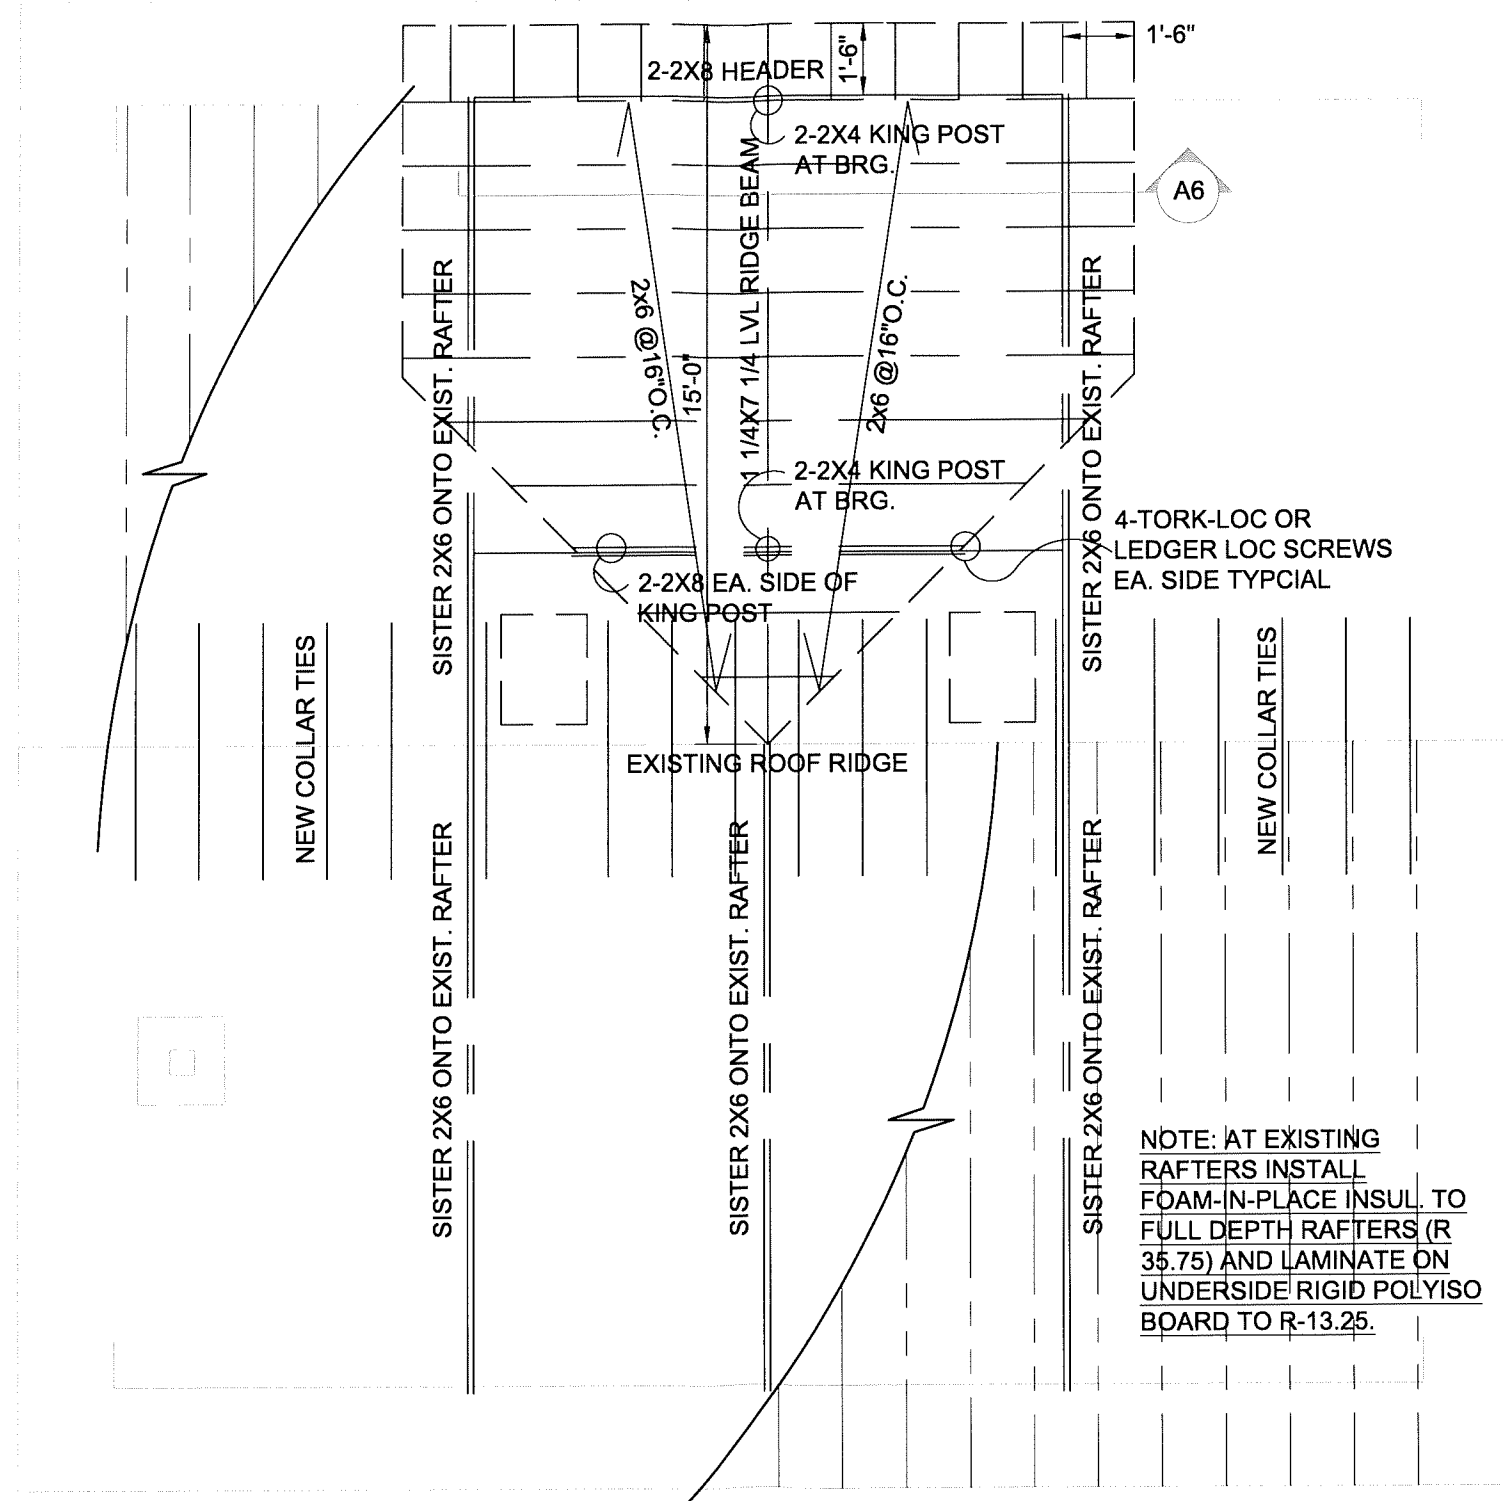 1'-6"
1'-6"
2-2X8 HEADER
2-2X4 KING POST
AT BRG.
A6
1 1/4X7 1/4 LVL RIDGE BEAM
15'-0"
2x6 @16"O.C.
2x6 @16"O.C.
SISTER 2X6 ONTO EXIST. RAFTER
SISTER 2X6 ONTO EXIST. RAFTER
2-2X4 KING POST
AT BRG.
4-TORK-LOC OR
LEDGER LOC SCREWS
EA. SIDE TYPCIAL
2-2X8 EA. SIDE OF
KING POST
NEW COLLAR TIES
NEW COLLAR TIES
EXISTING ROOF RIDGE
SISTER 2X6 ONTO EXIST. RAFTER
SISTER 2X6 ONTO EXIST. RAFTER
SISTER 2X6 ONTO EXIST. RAFTER
NOTE: AT EXISTING
RAFTERS INSTALL
FOAM-IN-PLACE INSUL. TO
FULL DEPTH RAFTERS (R
35.75) AND LAMINATE ON
UNDERSIDE RIGID POLYISO
BOARD TO R-13.25.